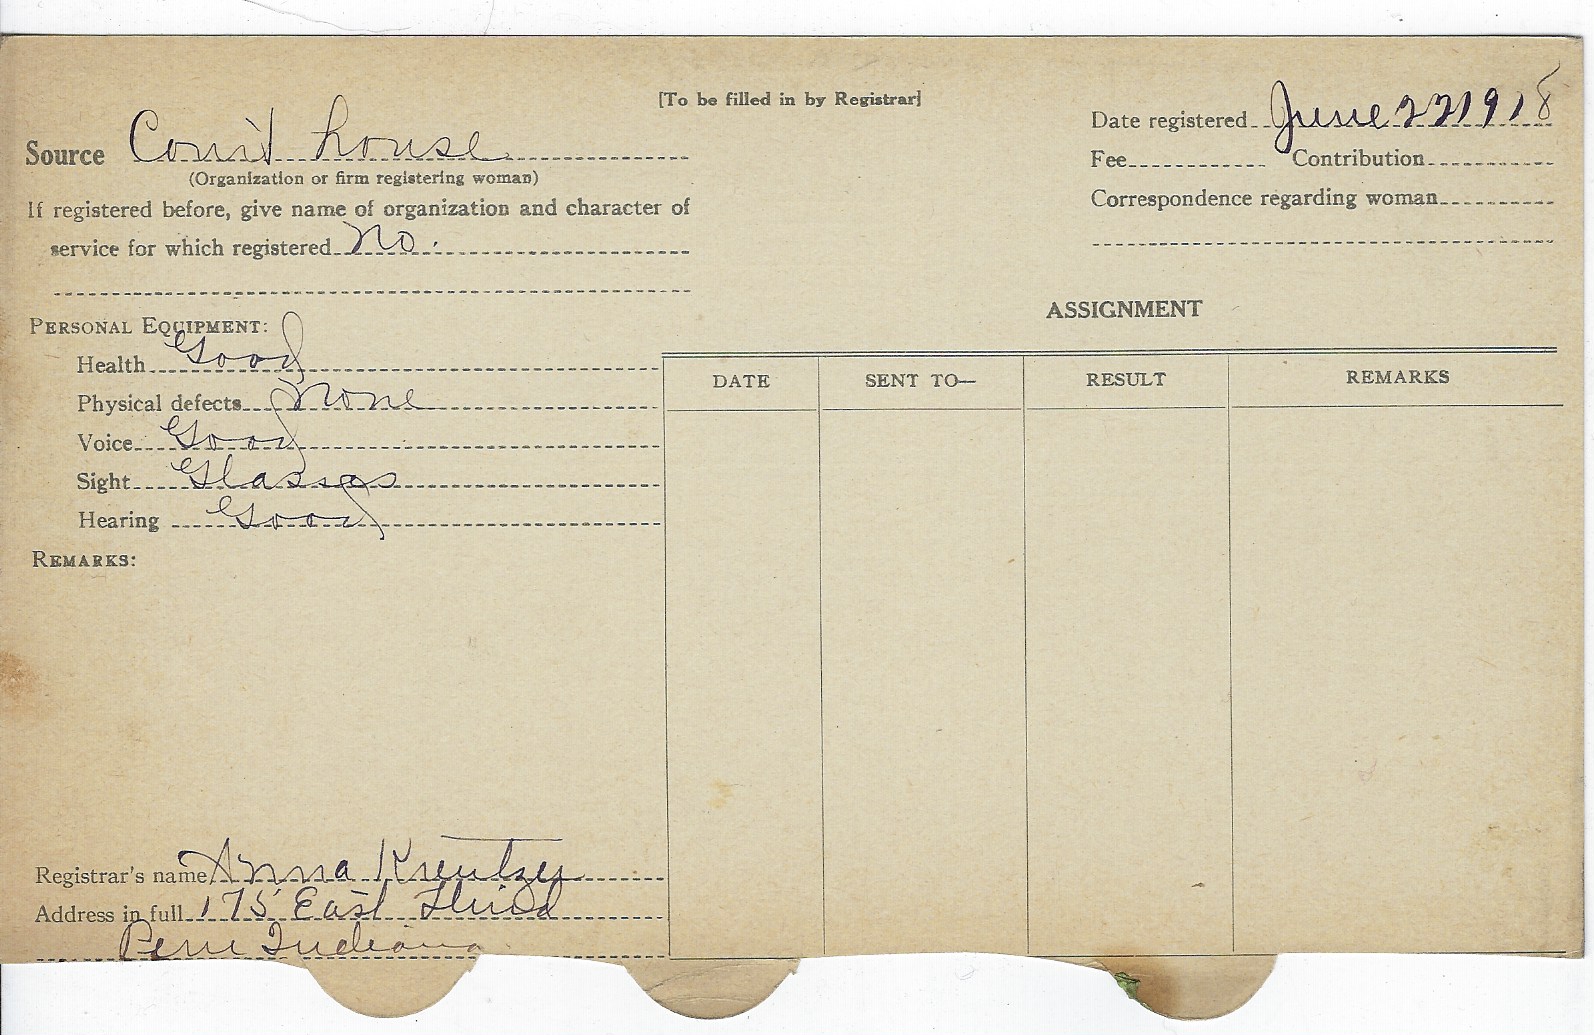 [To be filled in by Registrar]
Source Court house
(Organization or firm registering woman)
If registered before, give name of organization and character of
service for which registered no.
Date registered June 22 1918
Fee Contribution
Correspondence regarding woman
PERSONAL EQUIPMENT:
Health Good
Physical defects None
Voice Good
Sight Glasses
Hearing Good
REMARKS:
ASSIGNMENT
DATE SENT TO— RESULT REMARKS
Registrar's name Anna Kreutzer
Address in full 175 East Third
Peru Indiana